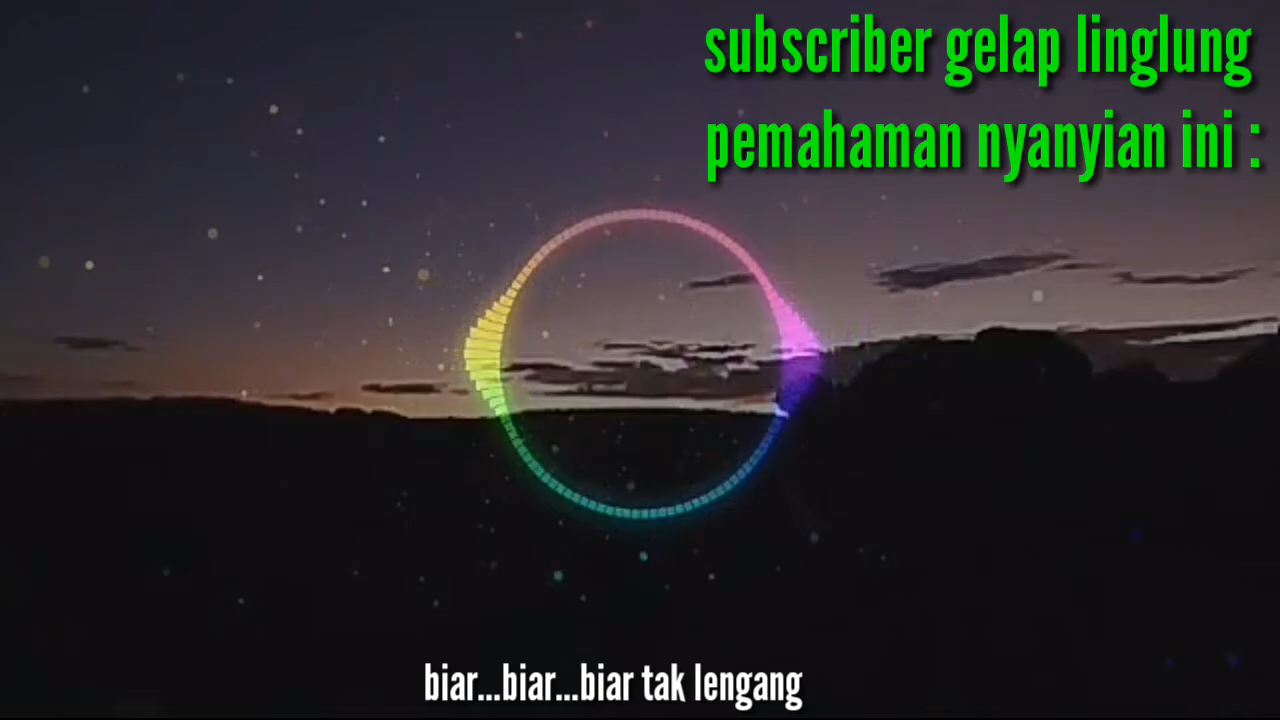 subscriber gelap linglung
pemahaman nyanyian ini :
biar...biar...biar tak lengang